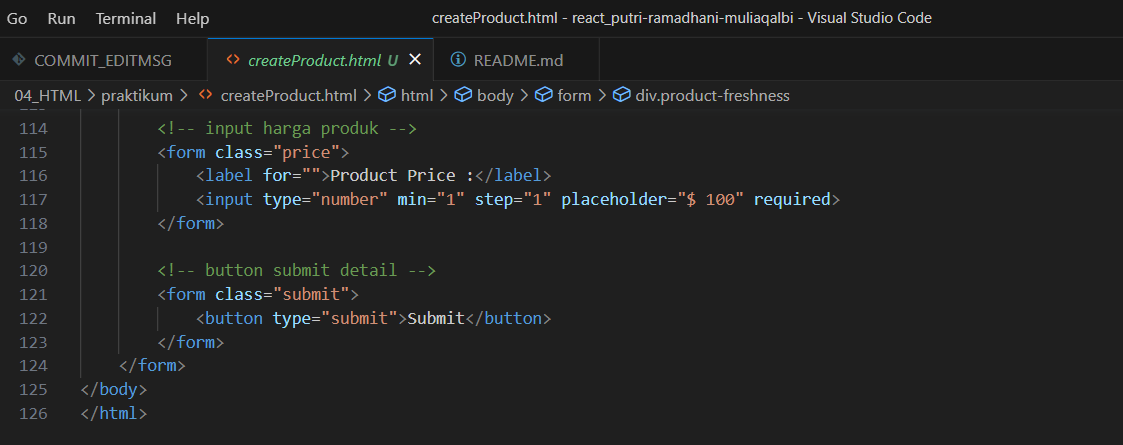 Go Run Terminal Help createProduct.html - react_putri-ramadhani-muliaqalbi - Visual Studio Code
COMMIT_EDITMSG createProduct.html U README.md
04_HTML > praktikum > createProduct.html > html > body > form > div.product-freshness
114 <!-- input harga produk -->
115 <form class="price">
116 <label for="">Product Price :</label>
117 <input type="number" min="1" step="1" placeholder="$ 100" required>
118 </form>
119
120 <!-- button submit detail -->
121 <form class="submit">
122 <button type="submit">Submit</button>
123 </form>
124 </form>
125 </body>
126 </html>